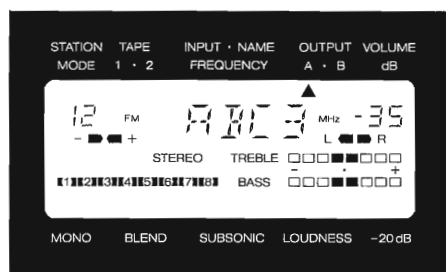 STATION TAPE INPUT · NAME OUTPUT VOLUME
MODE 1 · 2 FREQUENCY A · B dB
12 FM ABC 3 MHz -35
- + L R
STEREO TREBLE
- · +
1 2 3 4 5 6 7 8 BASS
MONO BLEND SUBSONIC LOUDNESS -20 dB